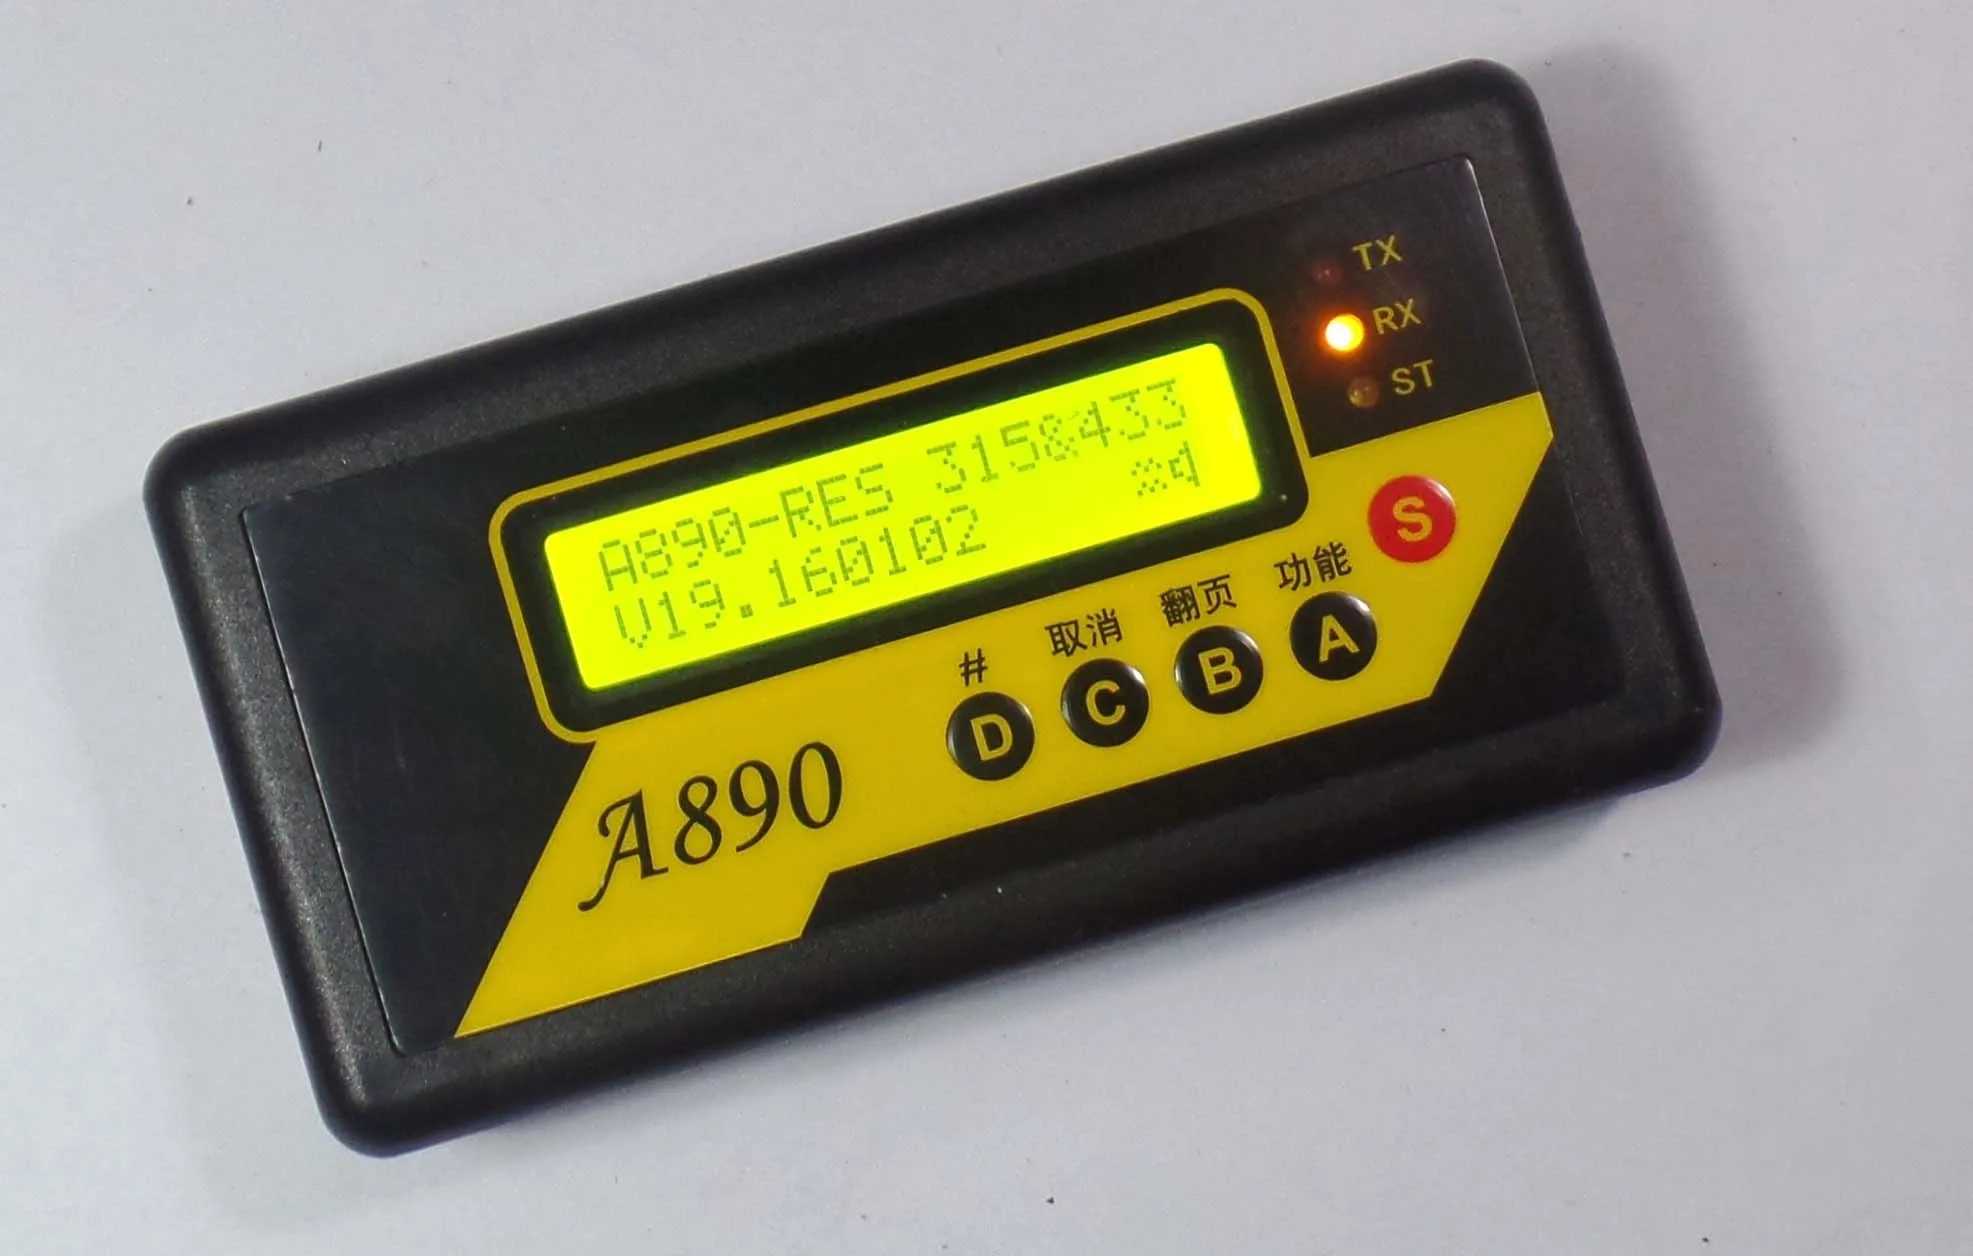 TX
RX
ST
A890-RES 315&433
V19.160102
S
# 取消 翻页 功能
D C B A
A890